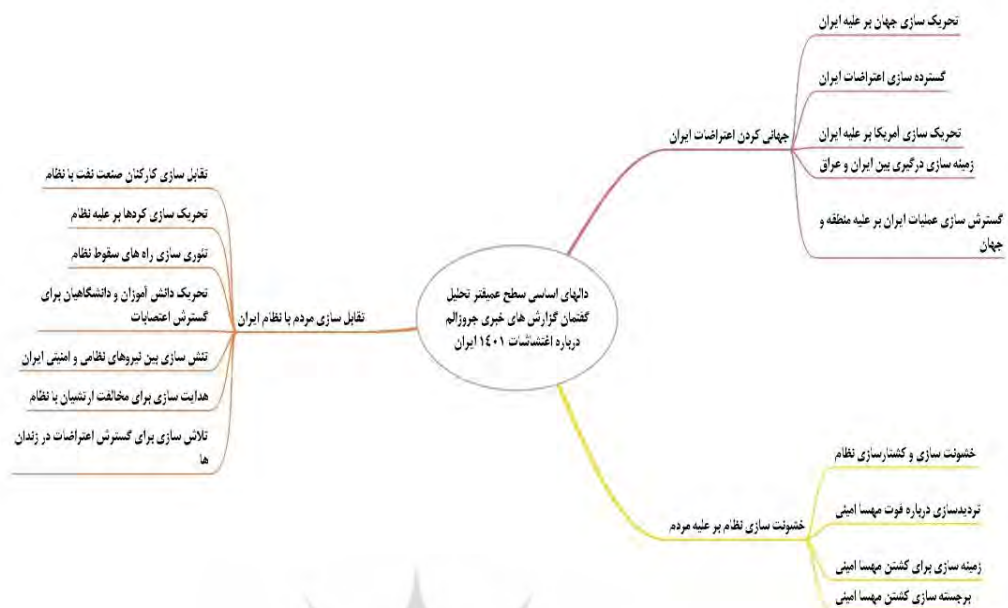 دالهای اساسی سطح عمیقتر تحلیل
گفتمان گزارش های خبری جروزالم
درباره اغتشاشات ۱٤۰۱ ایران
جهانی کردن اعتراضات ایران
تحریک سازی جهان بر علیه ایران
گسترده سازی اعتراضات ایران
تحریک سازی آمریکا بر علیه ایران
زمینه سازی درگیری بین ایران و عراق
گسترش سازی عملیات ایران بر علیه منطقه و
جهان
خشونت سازی نظام بر علیه مردم
خشونت سازی و کشتارسازی نظام
تردیدسازی درباره فوت مهسا امینی
زمینه سازی برای کشتن مهسا امینی
برجسته سازی کشتن مهسا امینی
تقابل سازی مردم با نظام ایران
تقابل سازی کارکنان صنعت نفت با نظام
تحریک سازی کردها بر علیه نظام
تئوری سازی راه های سقوط نظام
تحریک دانش آموزان و دانشگاهیان برای
گسترش اعتصابات
تنش سازی بین نیروهای نظامی و امنیتی ایران
هدایت سازی برای مخالفت ارتشیان با نظام
تلاش سازی برای گسترش اعتراضات در زندان
ها